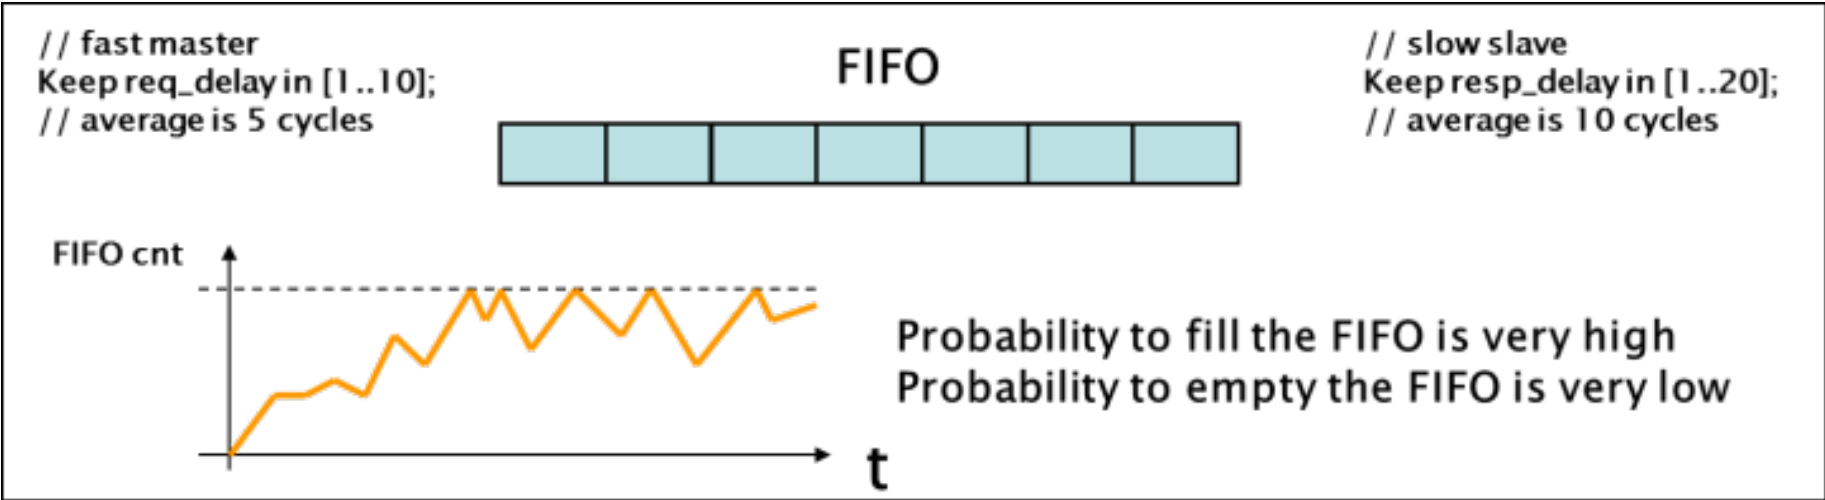 // fast master
Keep req_delay in [1..10];
// average is 5 cycles
FIFO
// slow slave
Keep resp_delay in [1..20];
// average is 10 cycles
FIFO cnt
Probability to fill the FIFO is very high
Probability to empty the FIFO is very low
t